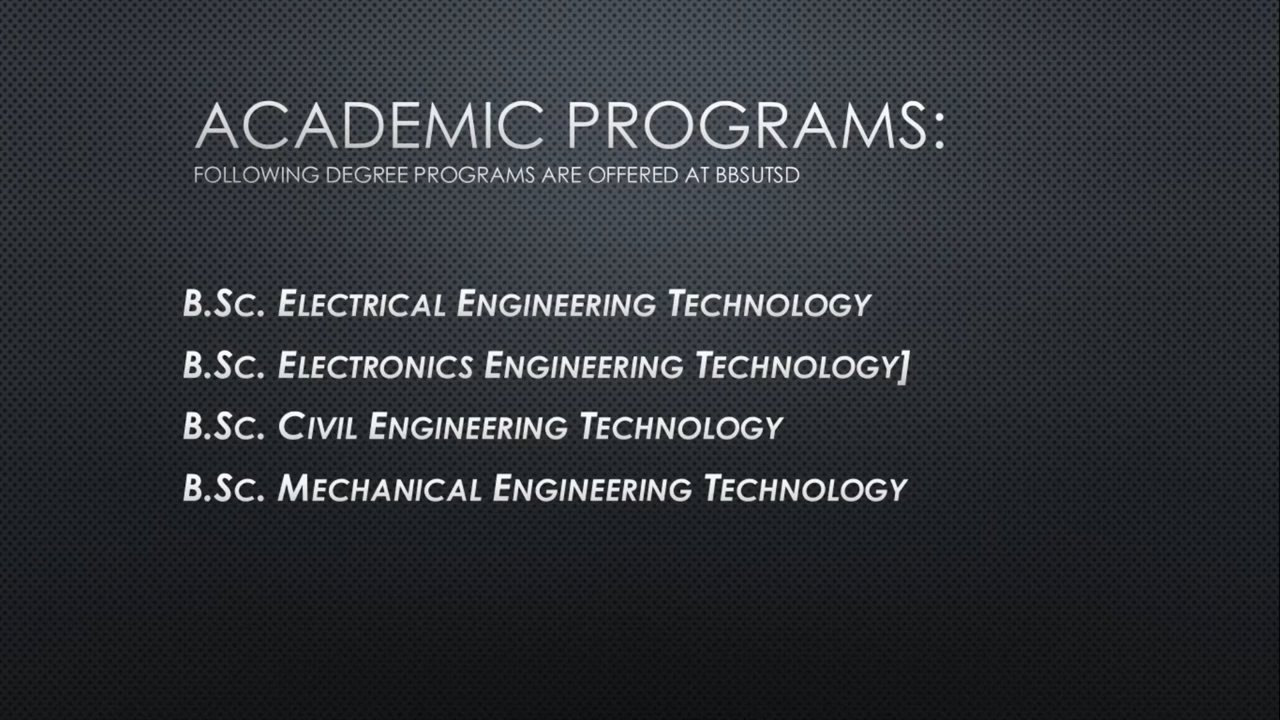 ACADEMIC PROGRAMS:
FOLLOWING DEGREE PROGRAMS ARE OFFERED AT BBSUTSD
B.Sc. Electrical Engineering Technology
B.Sc. Electronics Engineering Technology]
B.Sc. Civil Engineering Technology
B.Sc. Mechanical Engineering Technology